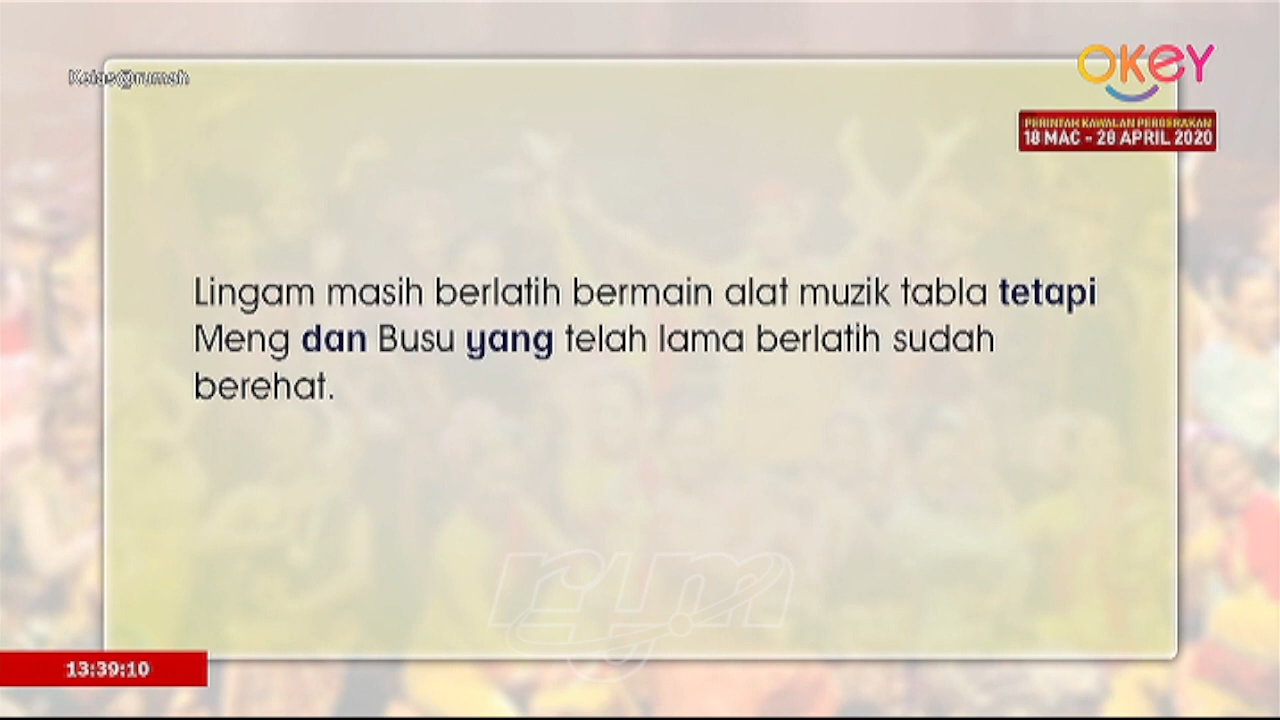 Kelas@rumah
OKEY
PERINTAH KAWALAN PERGERAKAN
18 MAC - 28 APRIL 2020
Lingam masih berlatih bermain alat muzik tabla tetapi
Meng dan Busu yang telah lama berlatih sudah
berehat.
rtm
13:39:10